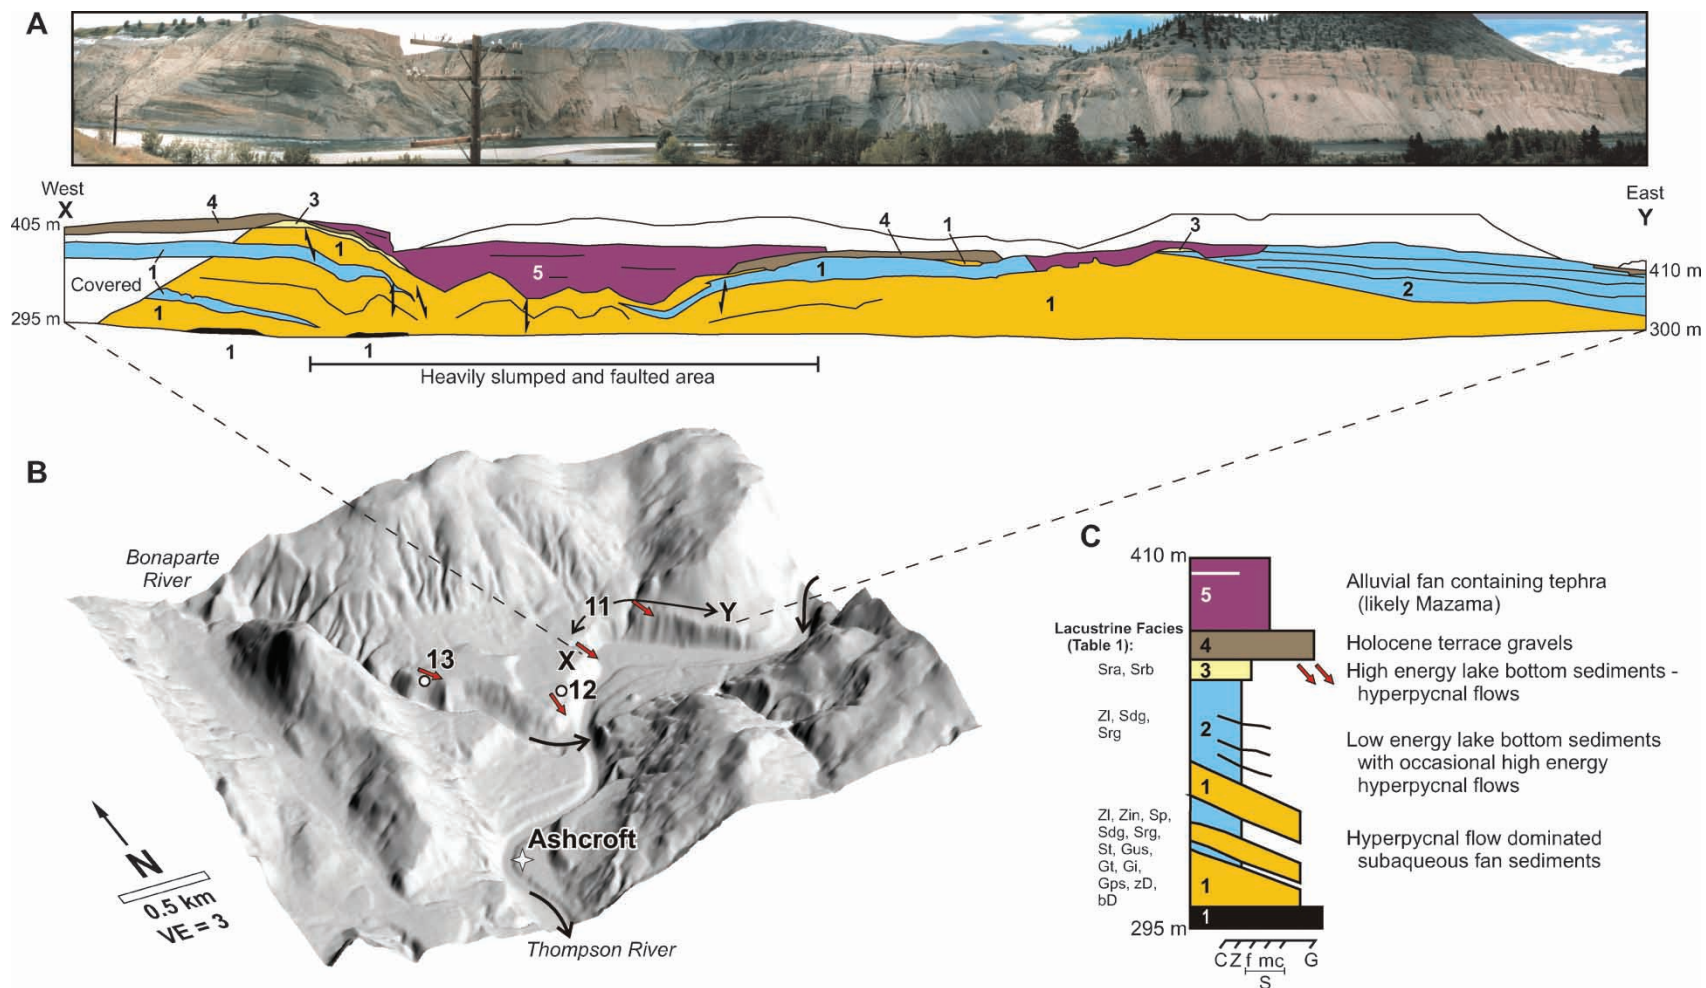 A
West
X
405 m
4
3
1
5
4
1
3
East
Y
1
Covered
1
1
1
2
410 m
295 m
300 m
1
1
Heavily slumped and faulted area
B
Bonaparte
River
11
Y
X
13
12
Ashcroft
N
0.5 km
VE = 3
Thompson River
C
410 m
5
Alluvial fan containing tephra
(likely Mazama)
Lacustrine Facies
(Table 1):
4
Holocene terrace gravels
Sra, Srb
3
High energy lake bottom sediments -
hyperpycnal flows
Zl, Sdg,
Srg
2
Low energy lake bottom sediments
with occasional high energy
hyperpycnal flows
1
Zl, Zin, Sp,
Sdg, Srg,
St, Gus,
Gt, Gi,
Gps, zD,
bD
Hyperpycnal flow dominated
subaqueous fan sediments
1
1
295 m
C Z f m c G
S